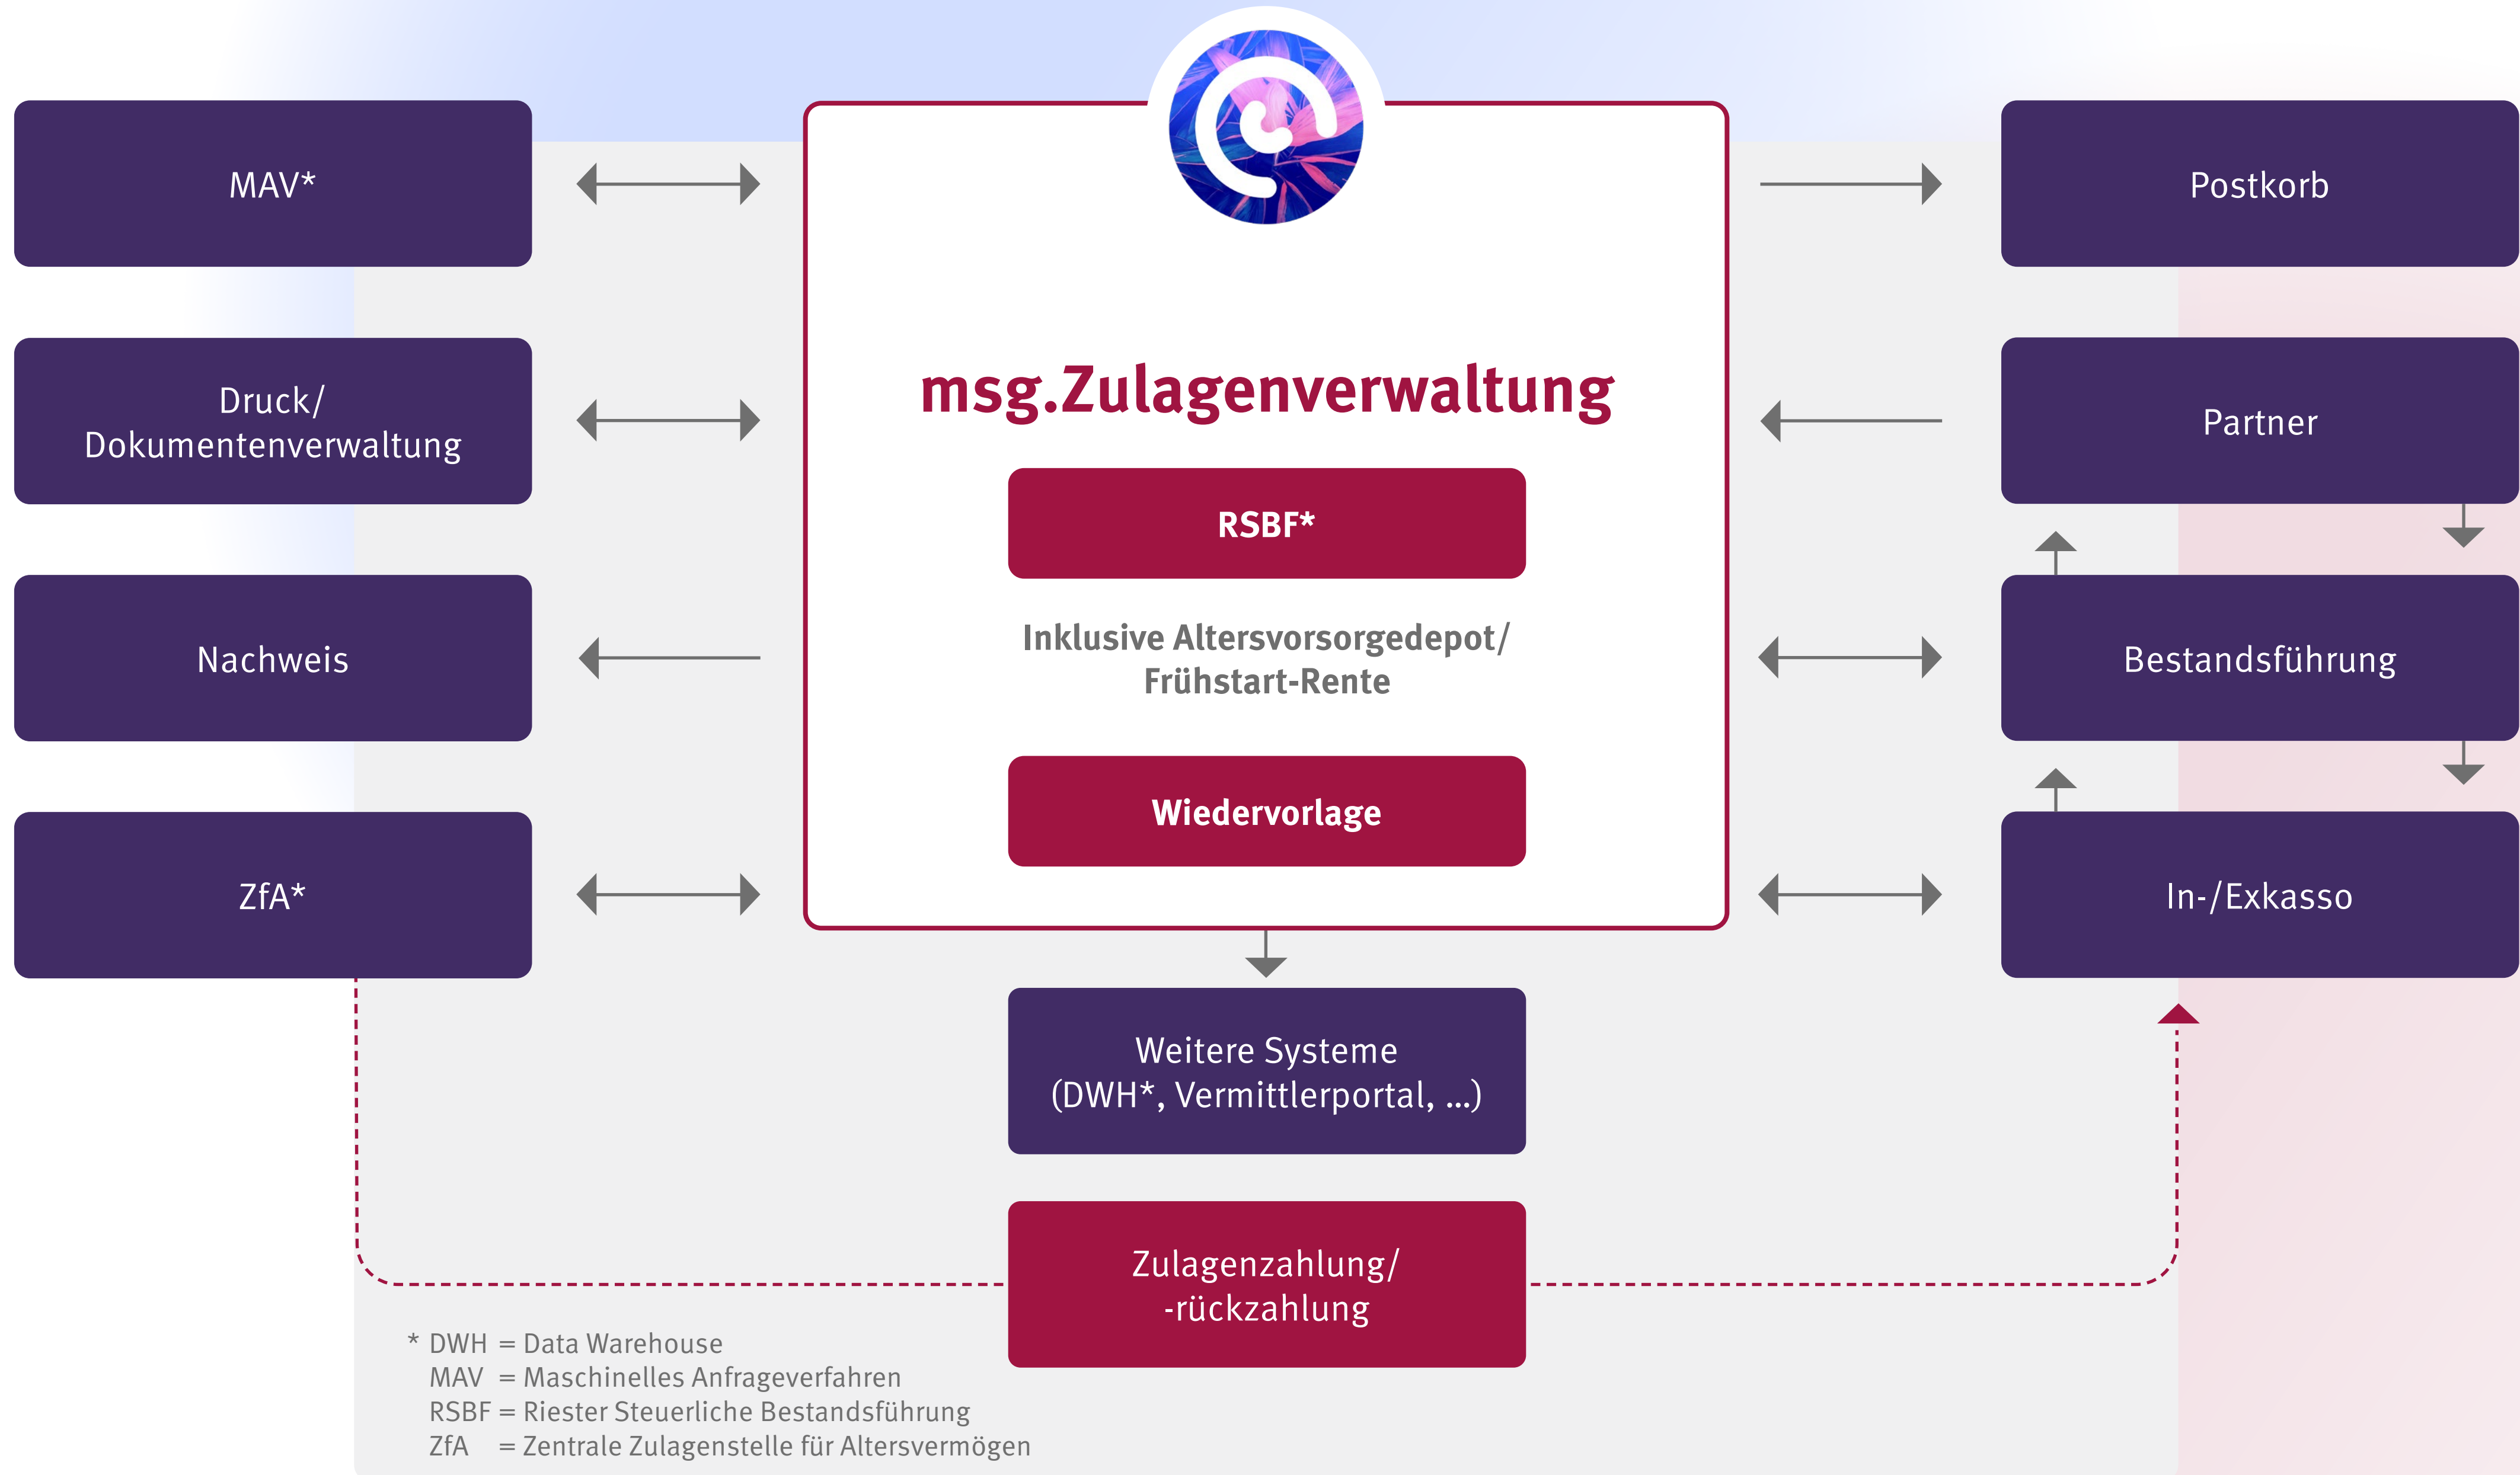 MAV*
Druck/
Dokumentenverwaltung
Nachweis
ZfA*
msg.Zulagenverwaltung
RSBF*
Inklusive Altersvorsorgedepot/
Frühstart-Rente
Wiedervorlage
Postkorb
Partner
Bestandsführung
In-/Exkasso
Weitere Systeme
(DWH*, Vermittlerportal, ...)
Zulagenzahlung/
-rückzahlung
* DWH = Data Warehouse
MAV = Maschinelles Anfrageverfahren
RSBF = Riester Steuerliche Bestandsführung
ZfA = Zentrale Zulagenstelle für Altersvermögen